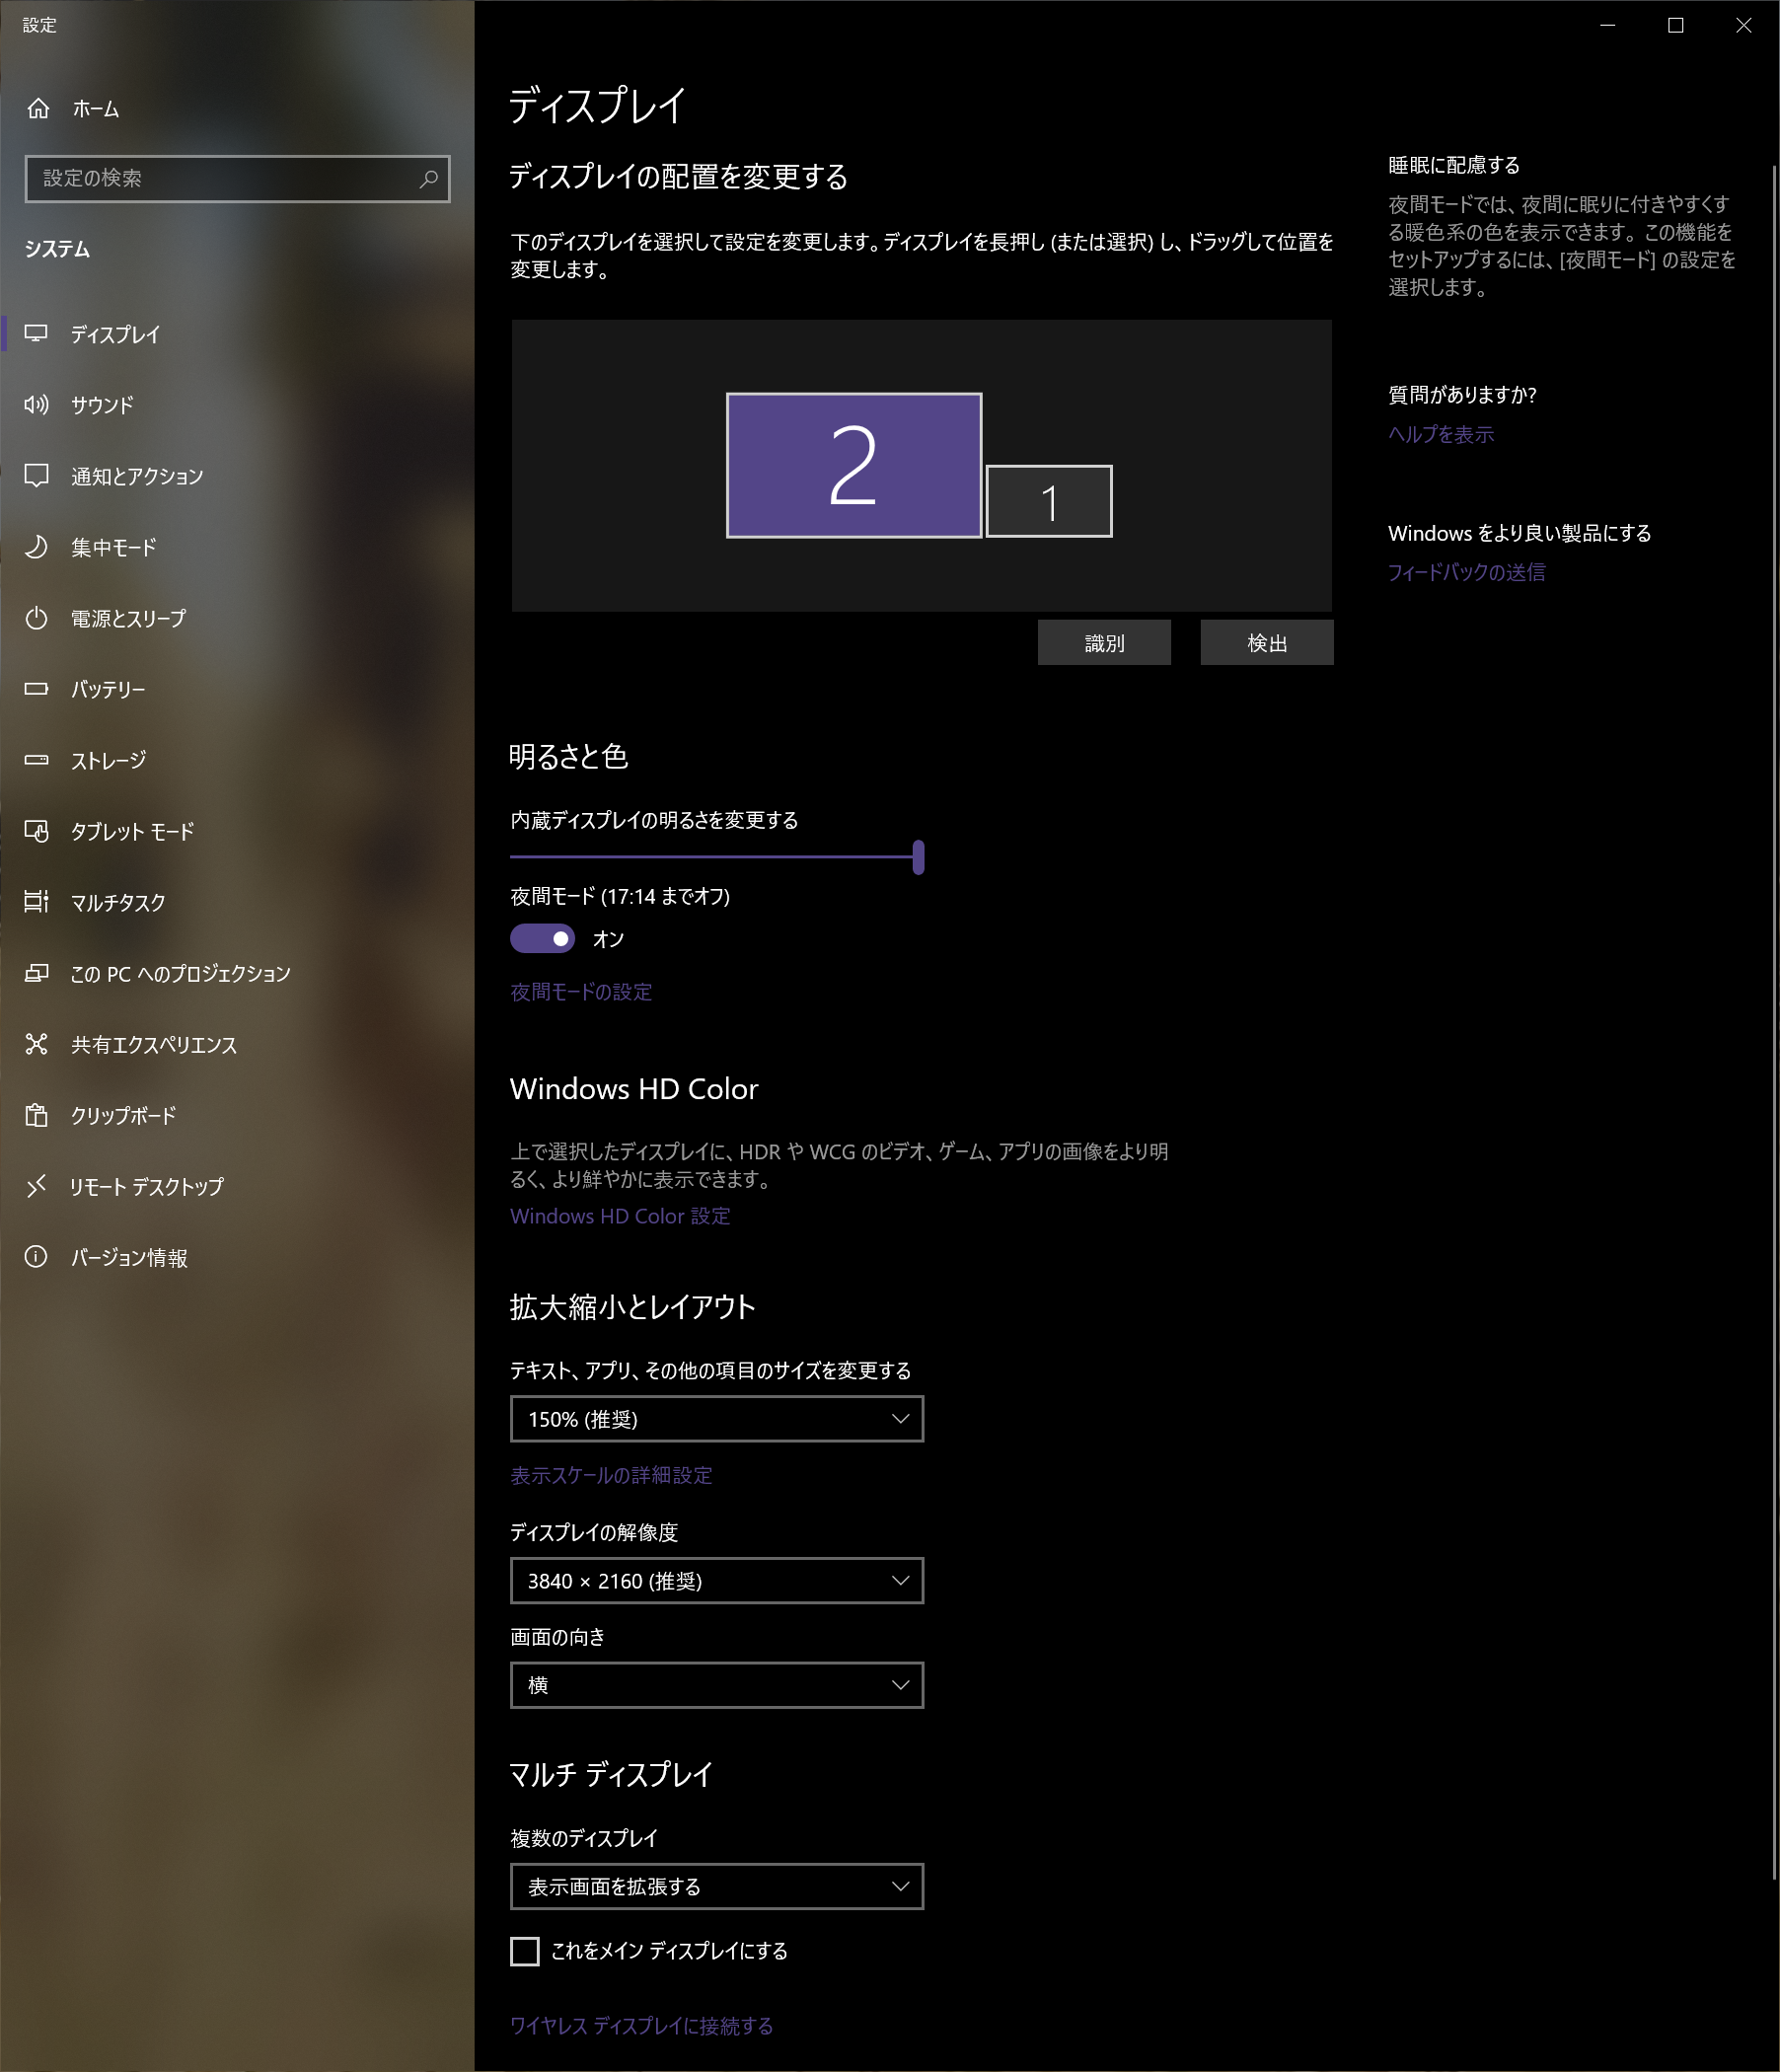 設定
ホーム
設定の検索
システム
ディスプレイ
サウンド
通知とアクション
集中モード
電源とスリープ
バッテリー
ストレージ
タブレット モード
マルチタスク
この PC へのプロジェクション
共有エクスペリエンス
クリップボード
リモート デスクトップ
バージョン情報
ディスプレイ
ディスプレイの配置を変更する
下のディスプレイを選択して設定を変更します。ディスプレイを長押し (または選択) し、ドラッグして位置を
変更します。
2
1
識別
検出
明るさと色
内蔵ディスプレイの明るさを変更する
夜間モード (17:14 までオフ)
オン
夜間モードの設定
Windows HD Color
上で選択したディスプレイに、HDR や WCG のビデオ、ゲーム、アプリの画像をより明
るく、より鮮やかに表示できます。
Windows HD Color 設定
拡大縮小とレイアウト
テキスト、アプリ、その他の項目のサイズを変更する
150% (推奨)
表示スケールの詳細設定
ディスプレイの解像度
3840 × 2160 (推奨)
画面の向き
横
マルチ ディスプレイ
複数のディスプレイ
表示画面を拡張する
これをメイン ディスプレイにする
ワイヤレス ディスプレイに接続する
睡眠に配慮する
夜間モードでは、夜間に眠りに付きやすくす
る暖色系の色を表示できます。この機能を
セットアップするには、[夜間モード] の設定を
選択します。
質問がありますか?
ヘルプを表示
Windows をより良い製品にする
フィードバックの送信